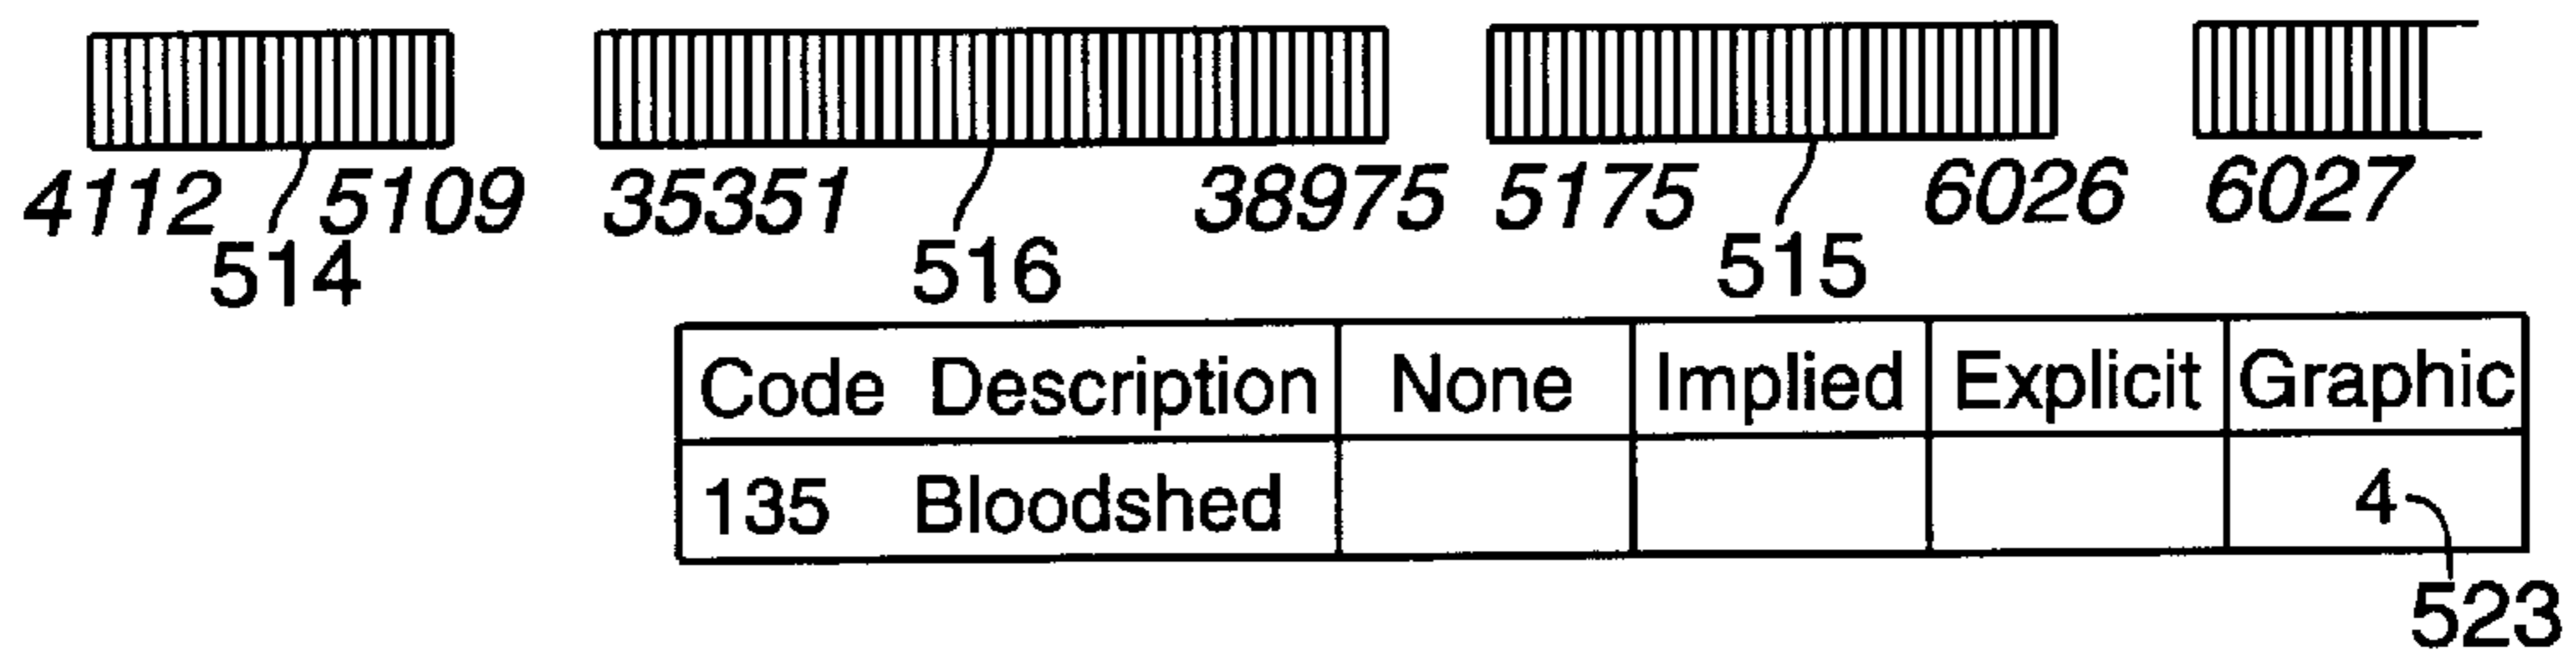 4112 5109 35351 38975 5175 6026 6027
514 516 515
Code Description None Implied Explicit Graphic
135 Bloodshed 4
523